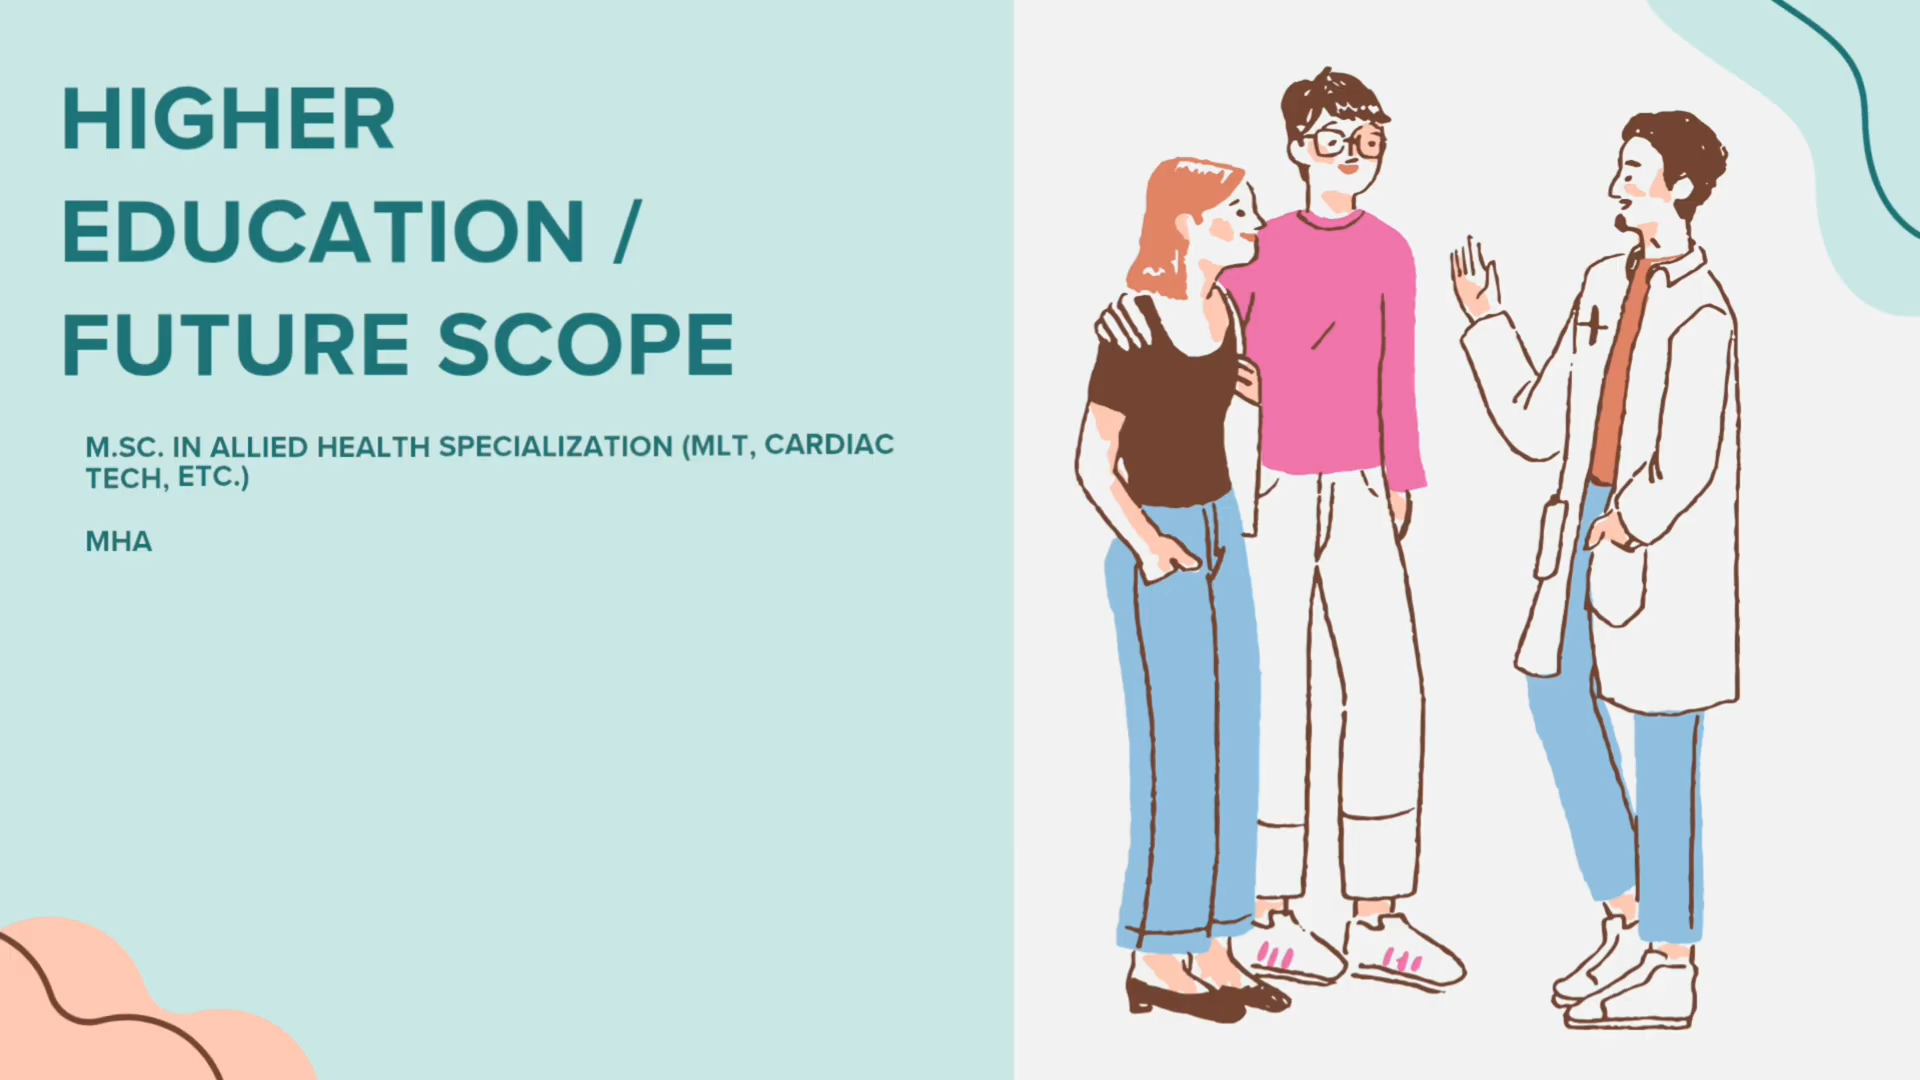 HIGHER
EDUCATION /
FUTURE SCOPE
M.SC. IN ALLIED HEALTH SPECIALIZATION (MLT, CARDIAC
TECH, ETC.)
MHA